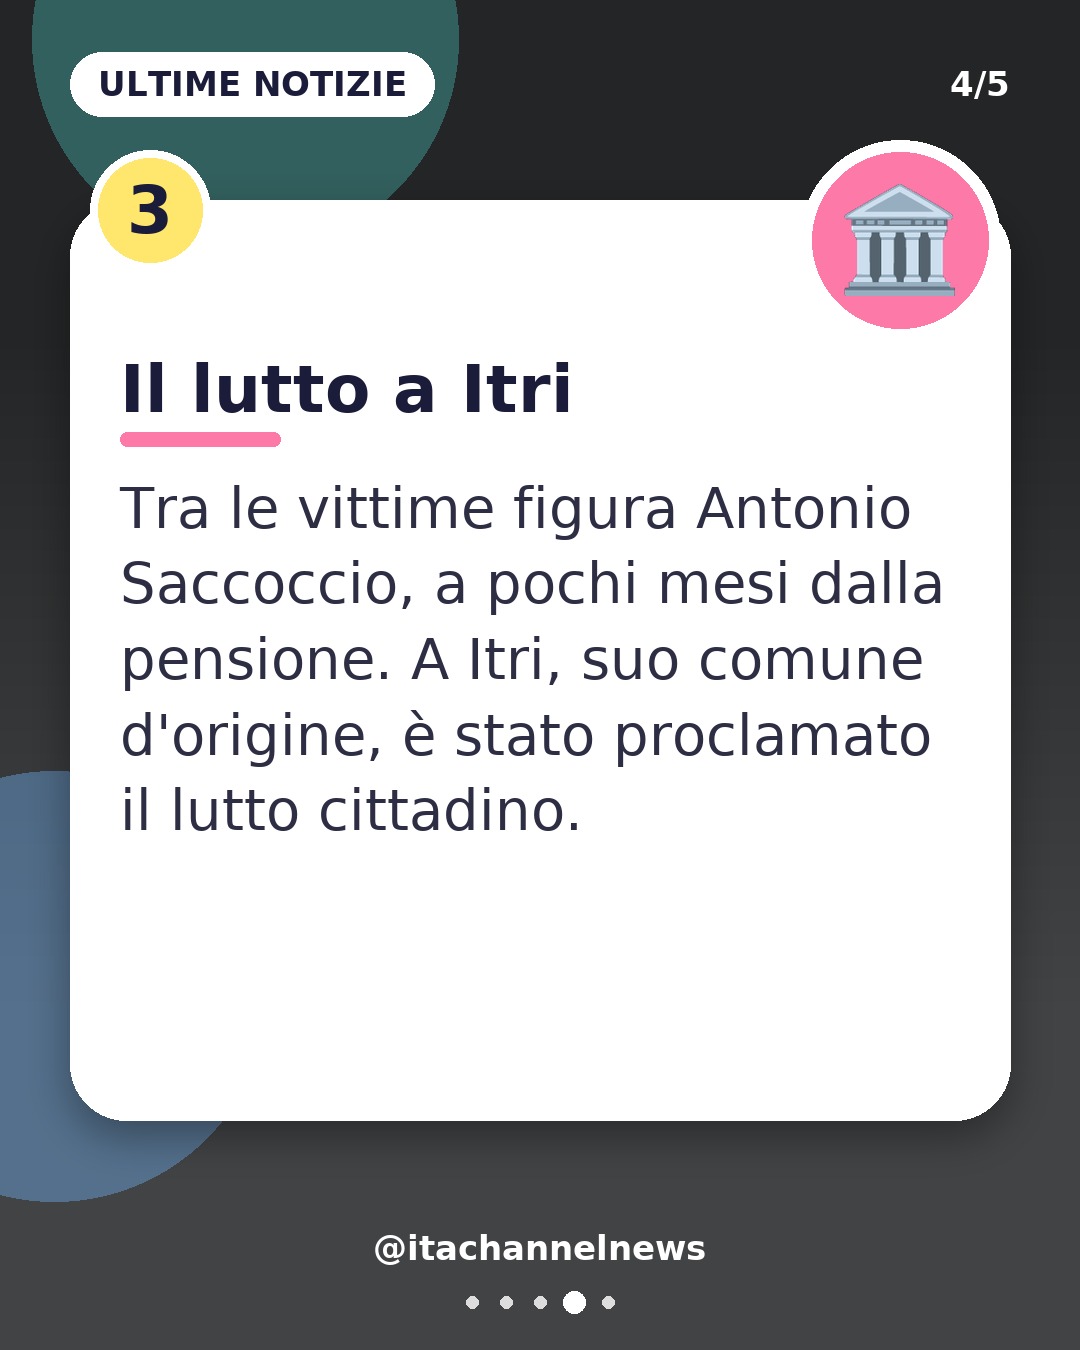 ULTIME NOTIZIE
4/5
3
Il lutto a Itri
Tra le vittime figura Antonio
Saccoccio, a pochi mesi dalla
pensione. A Itri, suo comune
d'origine, è stato proclamato
il lutto cittadino.
@itachannelnews